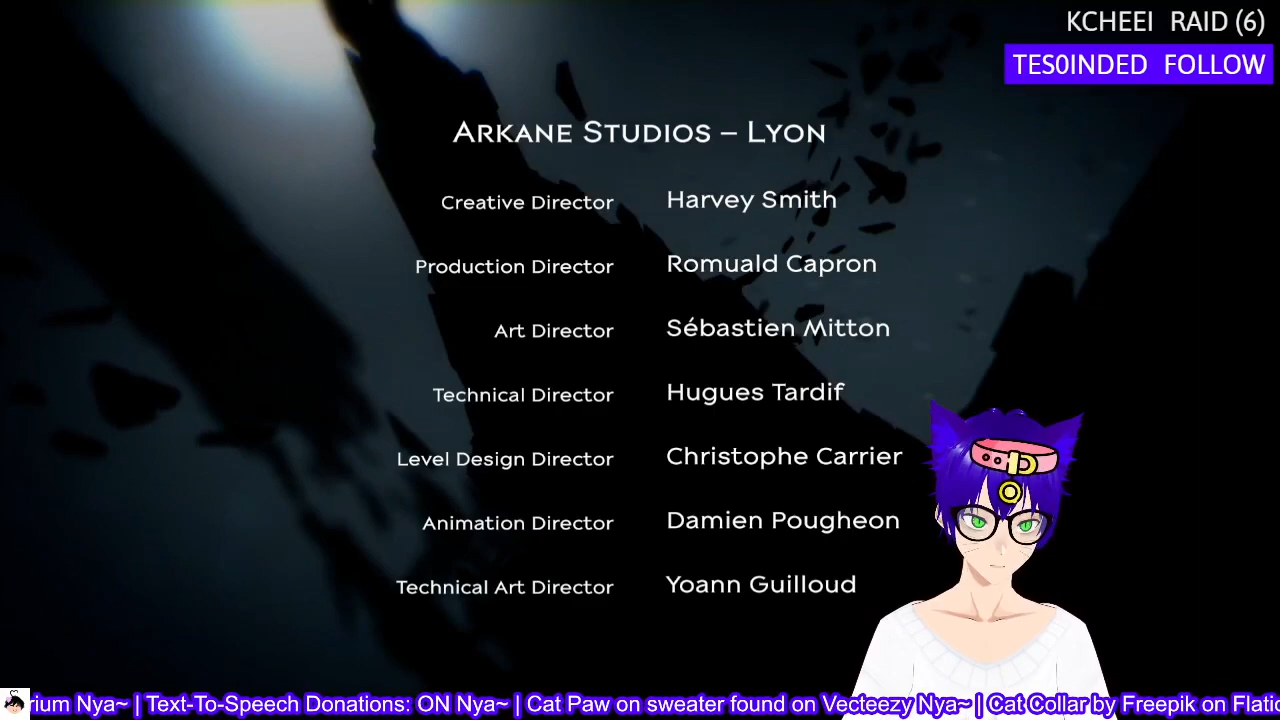 KCHEEI RAID (6)
TES0INDED FOLLOW
ARKANE STUDIOS – LYON
Creative Director Harvey Smith
Production Director Romuald Capron
Art Director Sébastien Mitton
Technical Director Hugues Tardif
Level Design Director Christophe Carrier
Animation Director Damien Pougheon
Technical Art Director Yoann Guilloud
rium Nya~ | Text-To-Speech Donations: ON Nya~ | Cat Paw on sweater found on Vecteezy Nya~ | Cat Collar by Freepik on Flatic